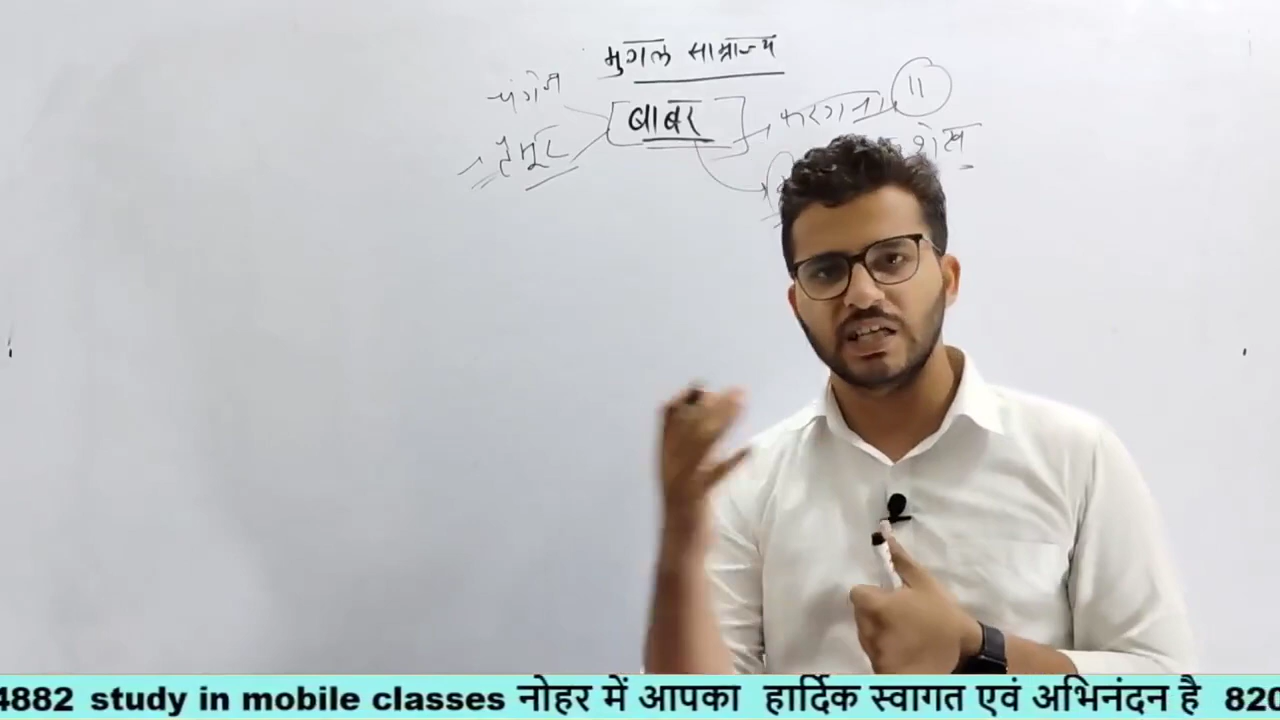 मुगल साम्राज्य
चंगेज
बाबर
फरगना 11
तैमूर
शेख
4882 study in mobile classes नोहर में आपका हार्दिक स्वागत एवं अभिनंदन है 820